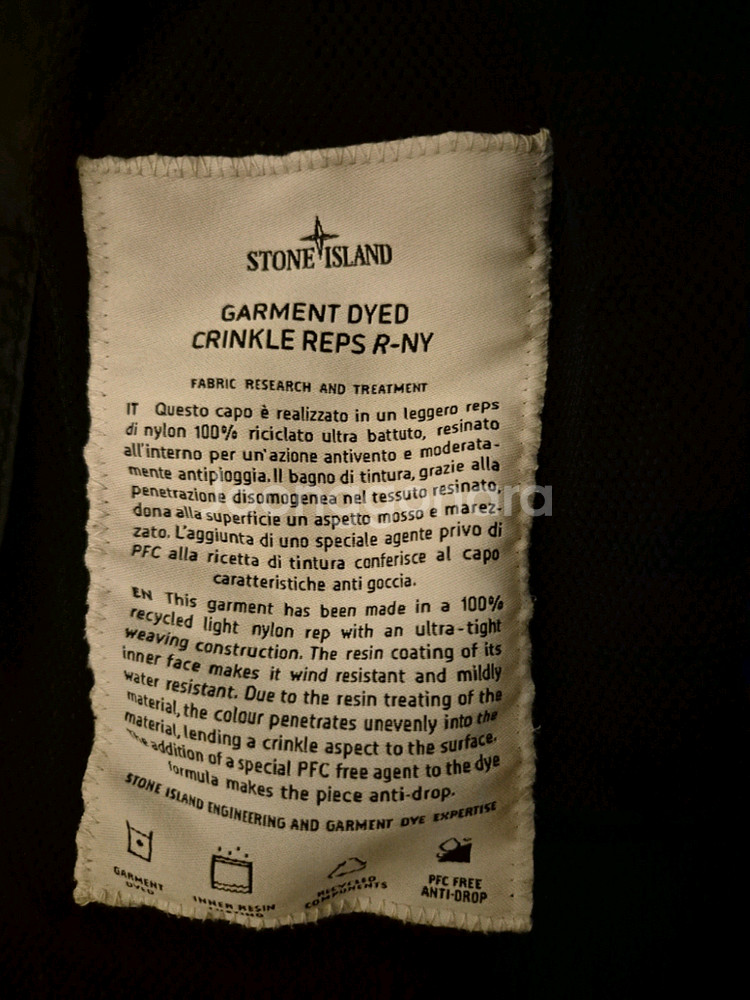 STONE ISLAND
GARMENT DYED
CRINKLE REPS R-NY
FABRIC RESEARCH AND TREATMENT
IT Questo capo è realizzato in un leggero reps
di nylon 100% riciclato ultra battuto, resinato
all'interno per un'azione antivento e moderata-
mente antipioggia. Il bagno di tintura, grazie alla
penetrazione disomogenea nel tessuto resinato,
dona alla superficie un aspetto mosso e marez-
zato. L'aggiunta di uno speciale agente privo di
PFC alla ricetta di tintura conferisce al capo
caratteristiche anti goccia.
EN This garment has been made in a 100%
recycled light nylon rep with an ultra-tight
weaving construction. The resin coating of its
inner face makes it wind resistant and mildly
water resistant. Due to the resin treating of the
material, the colour penetrates unevenly into the
material, lending a crinkle aspect to the surface.
The addition of a special PFC free agent to the dye
formula makes the piece anti-drop.
STONE ISLAND ENGINEERING AND GARMENT DYE EXPERTISE
GARMENT
DYED
INNER RESIN
COATING
RECYCLED
COMPONENTS
PFC FREE
ANTI-DROP